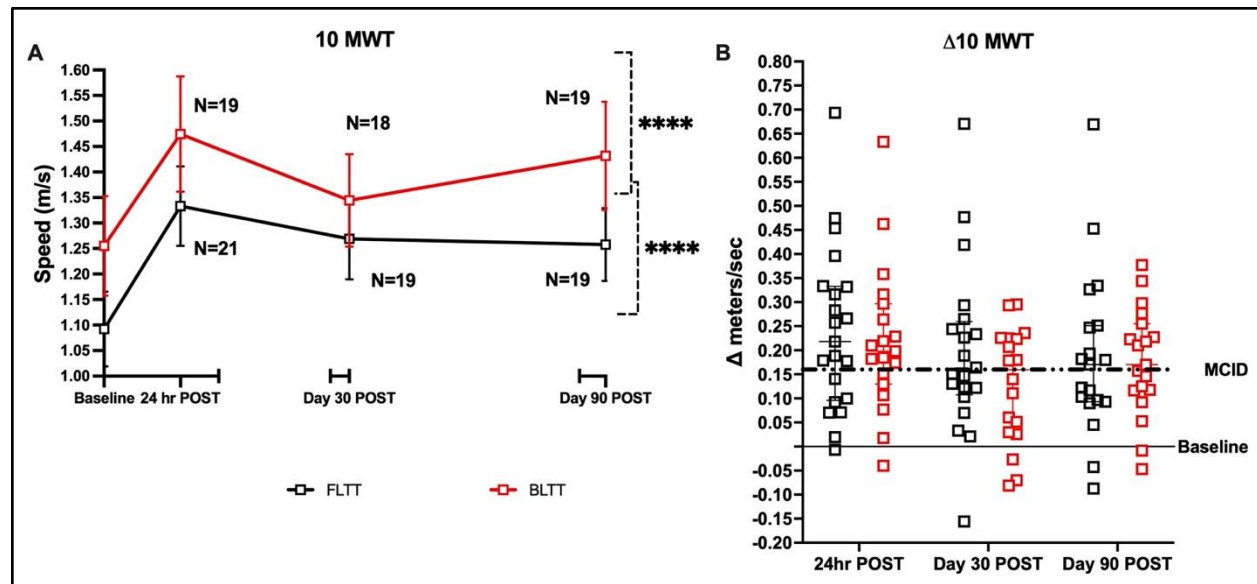 A
10 MWT
1.60
1.55
1.50
1.45
1.40
1.35
1.30
1.25
1.20
1.15
1.10
1.05
1.00
Speed (m/s)
N=19
N=18
N=19
****
N=21
N=19
N=19
****
Baseline 24 hr POST Day 30 POST Day 90 POST
FLTT BLTT
B
Δ10 MWT
0.80
0.75
0.70
0.65
0.60
0.55
0.50
0.45
0.40
0.35
0.30
0.25
0.20
0.15
0.10
0.05
-0.05
-0.10
-0.15
-0.20
Δ meters/sec
MCID
Baseline
24hr POST Day 30 POST Day 90 POST